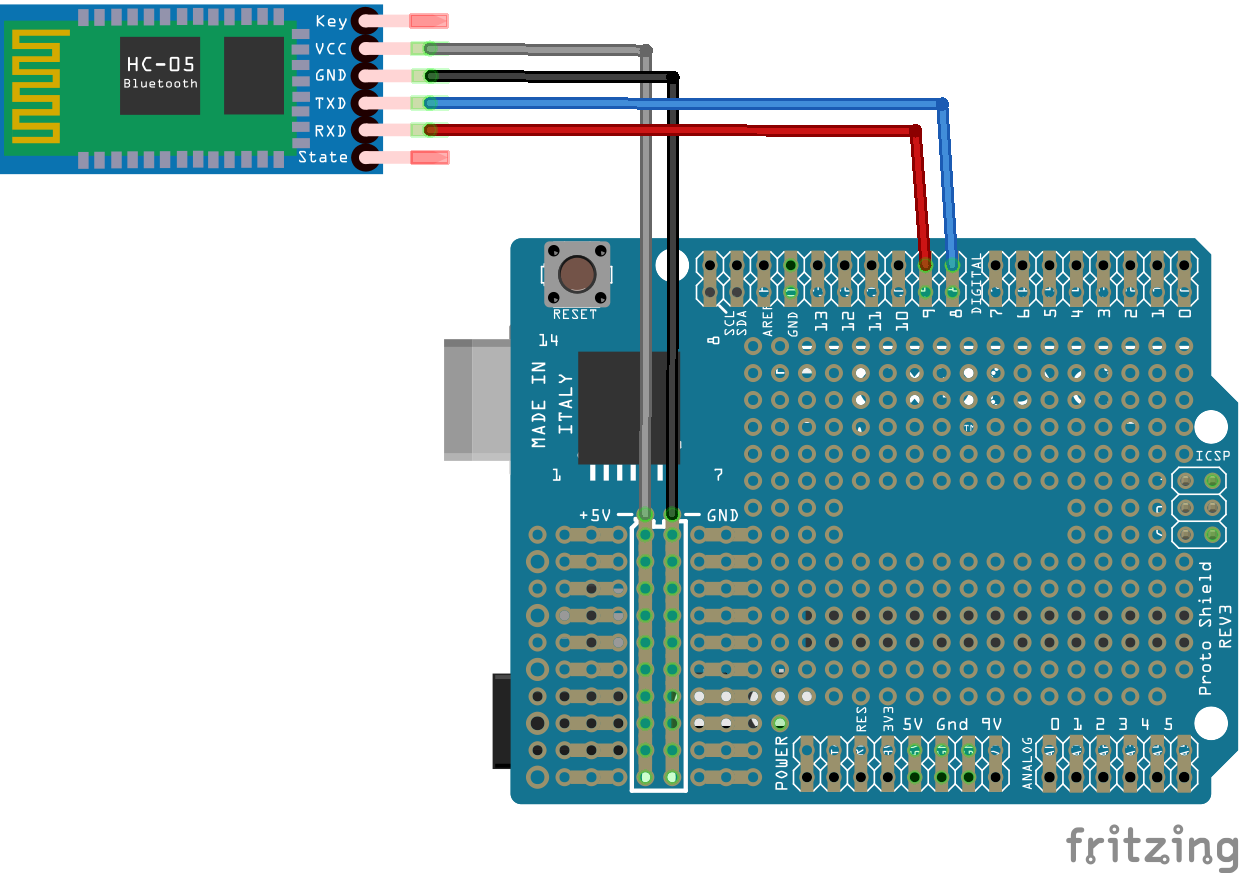 Key
VCC
HC-05
Bluetooth
GND
TXD
RXD
State
RESET
SCL
SDA
AREF
GND
13
12
11
10
9
8
DIGITAL
7
6
5
4
3
2
1
0
14
8
MADE IN
ITALY
1
7
ICSP
+5V
GND
Proto Shield
REV3
POWER
RES
3V3
5V
Gnd
9V
ANALOG
0
1
2
3
4
5
fritzing